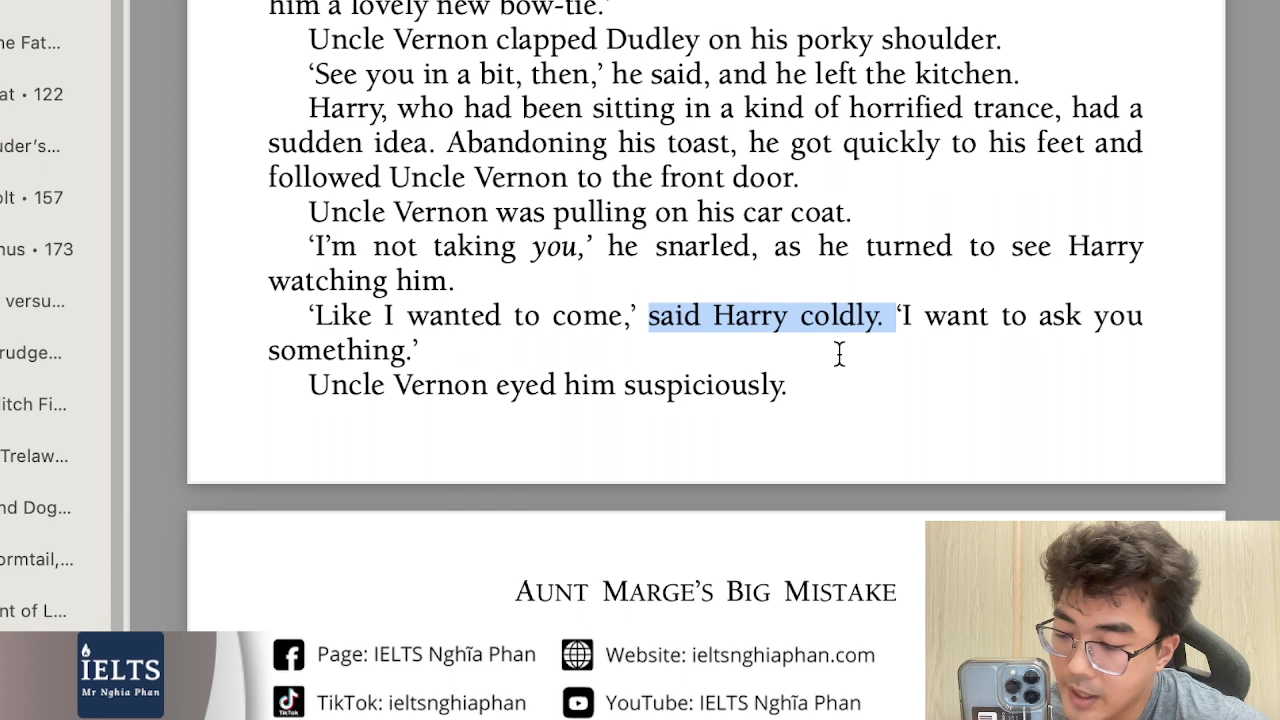 him a lovely new bow-tie.’
Uncle Vernon clapped Dudley on his porky shoulder.
‘See you in a bit, then,’ he said, and he left the kitchen.
Harry, who had been sitting in a kind of horrified trance, had a
sudden idea. Abandoning his toast, he got quickly to his feet and
followed Uncle Vernon to the front door.
Uncle Vernon was pulling on his car coat.
‘I’m not taking you,’ he snarled, as he turned to see Harry
watching him.
‘Like I wanted to come,’ said Harry coldly. ‘I want to ask you
something.’
Uncle Vernon eyed him suspiciously.
AUNT MARGE’S BIG MISTAKE
ne Fat...
at • 122
uder’s...
olt • 157
nus • 173
versu...
rudge...
litch Fi...
Trelaw...
nd Dog...
ormtail,...
nt of L...
IELTS
Mr Nghia Phan
Page: IELTS Nghĩa Phan
Website: ieltsnghiaphan.com
TikTok
TikTok: ieltsnghiaphan
YouTube: IELTS Nghĩa Phan